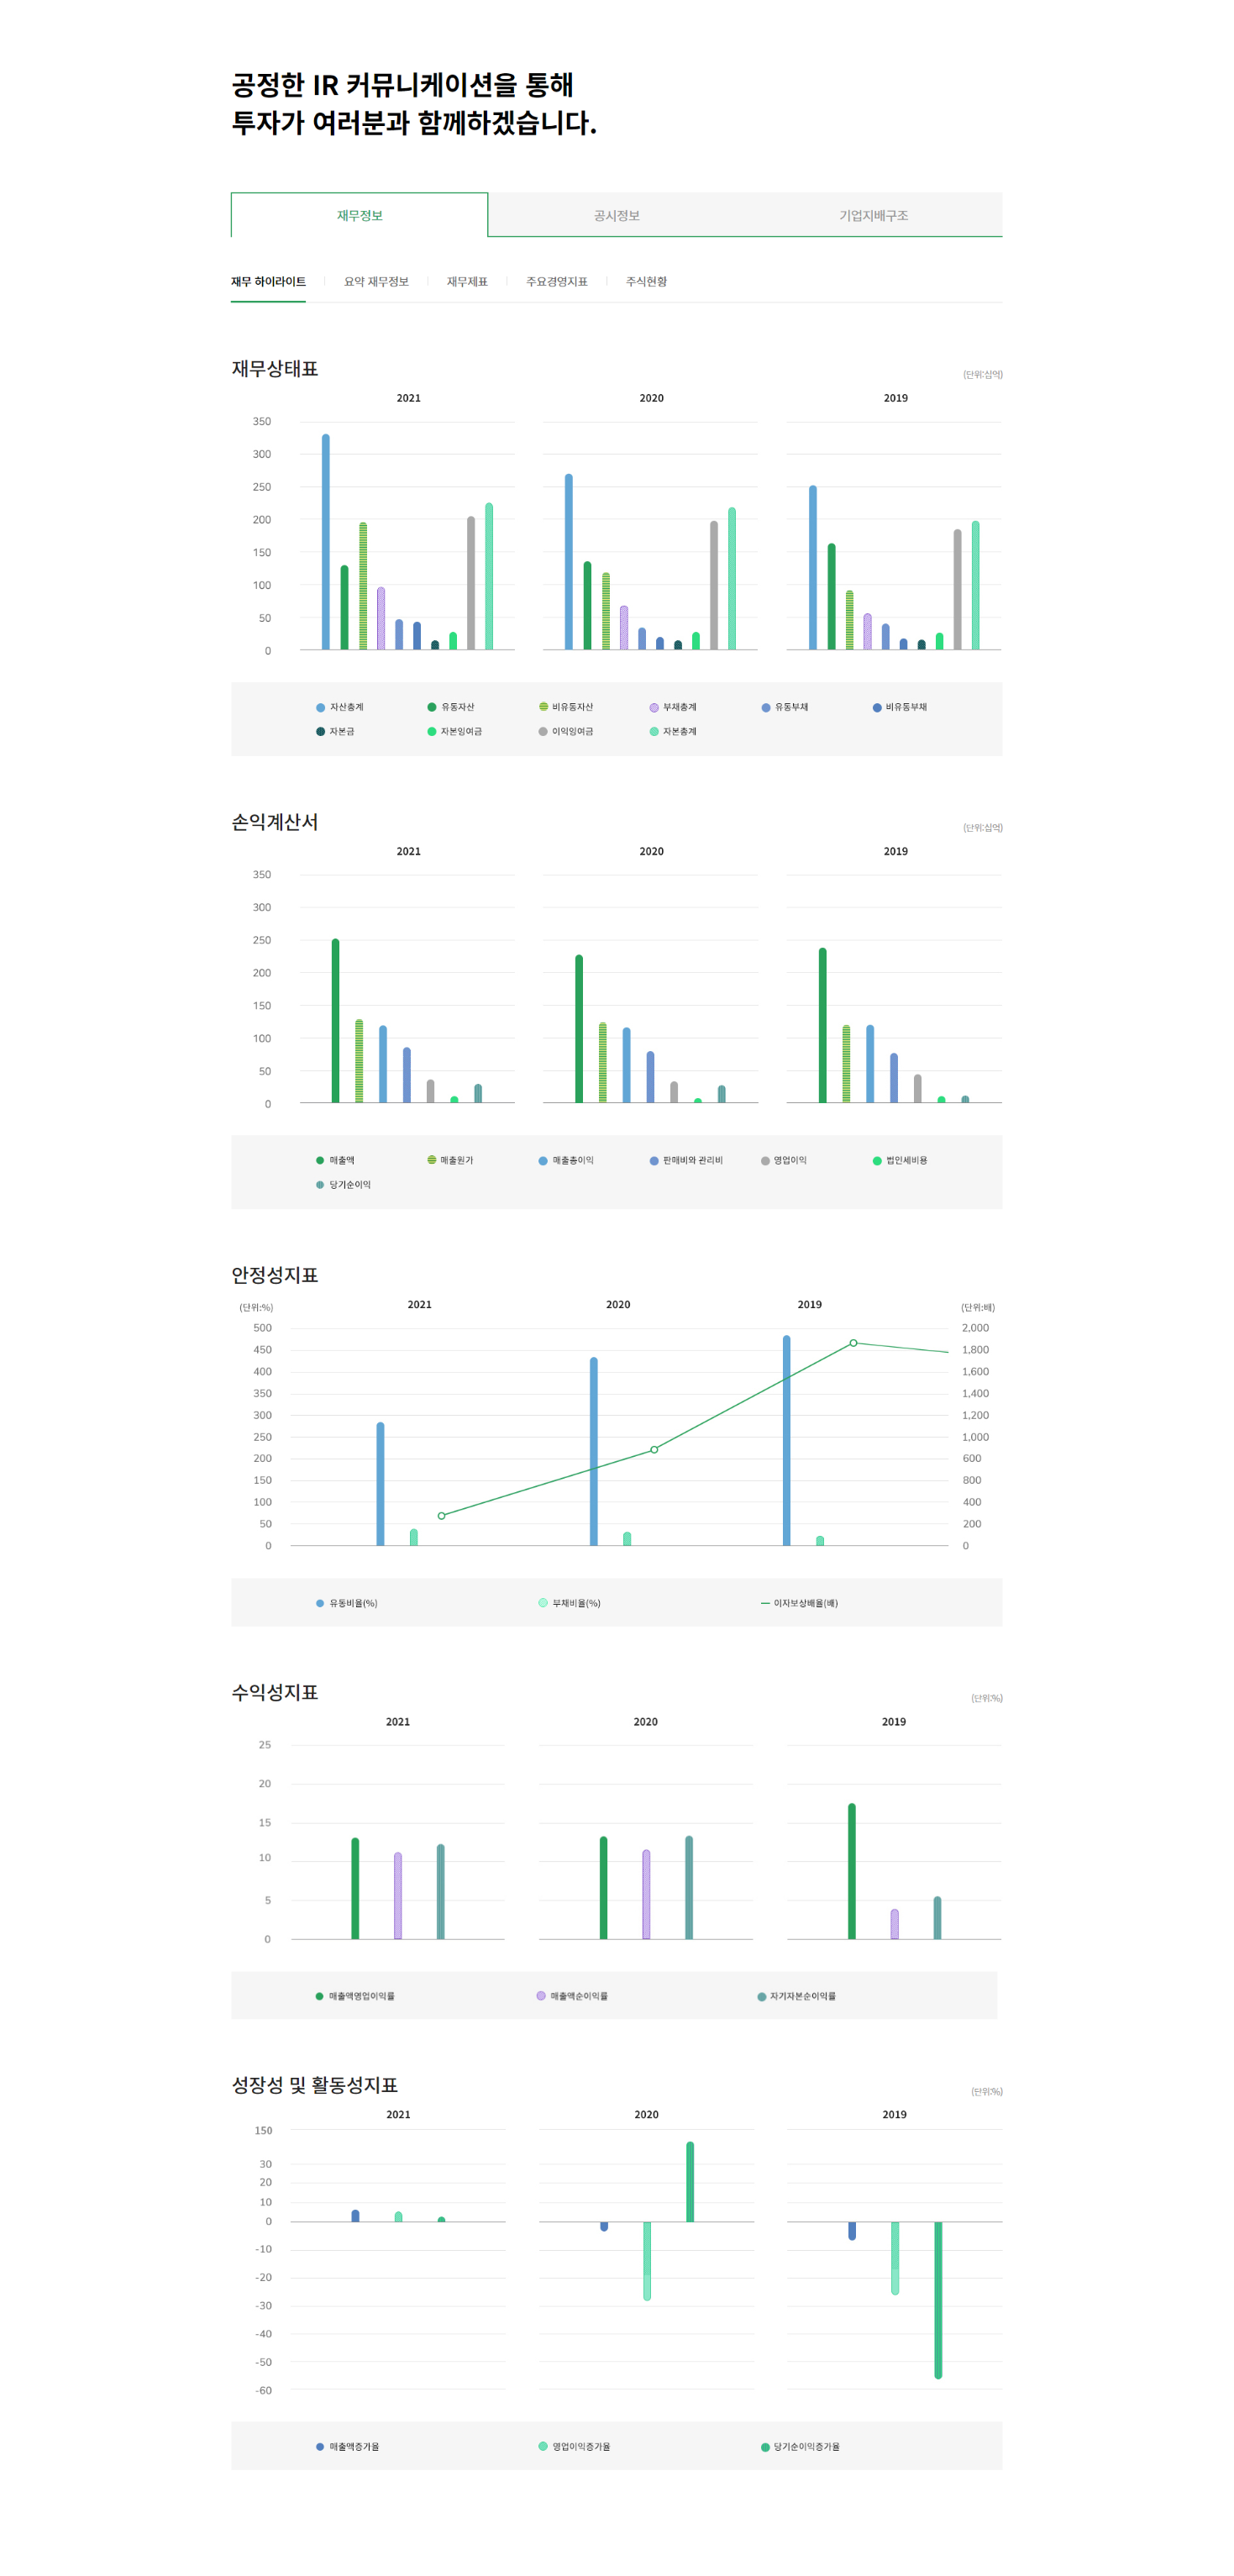 공정한 IR 커뮤니케이션을 통해
투자가 여러분과 함께하겠습니다.
재무정보 공시정보 기업지배구조
재무 하이라이트 요약 재무정보 재무제표 주요경영지표 주식현황
재무상태표
(단위:십억)
2021 2020 2019
350
300
250
200
150
100
50
0
자산총계 유동자산 비유동자산 부채총계 유동부채 비유동부채
자본금 자본잉여금 이익잉여금 자본총계
손익계산서
(단위:십억)
2021 2020 2019
350
300
250
200
150
100
50
0
매출액 매출원가 매출총이익 판매비와 관리비 영업이익 법인세비용
당기순이익
안정성지표
(단위:%) 2021 2020 2019 (단위:배)
500 2,000
450 1,800
400 1,600
350 1,400
300 1,200
250 1,000
200 600
150 800
100 400
50 200
0 0
유동비율(%) 부채비율(%) 이자보상배율(배)
수익성지표
(단위:%)
2021 2020 2019
25
20
15
10
5
0
매출액영업이익률 매출액순이익률 자기자본순이익률
성장성 및 활동성지표
(단위:%)
2021 2020 2019
150
30
20
10
0
-10
-20
-30
-40
-50
-60
매출액증가율 영업이익증가율 당기순이익증가율